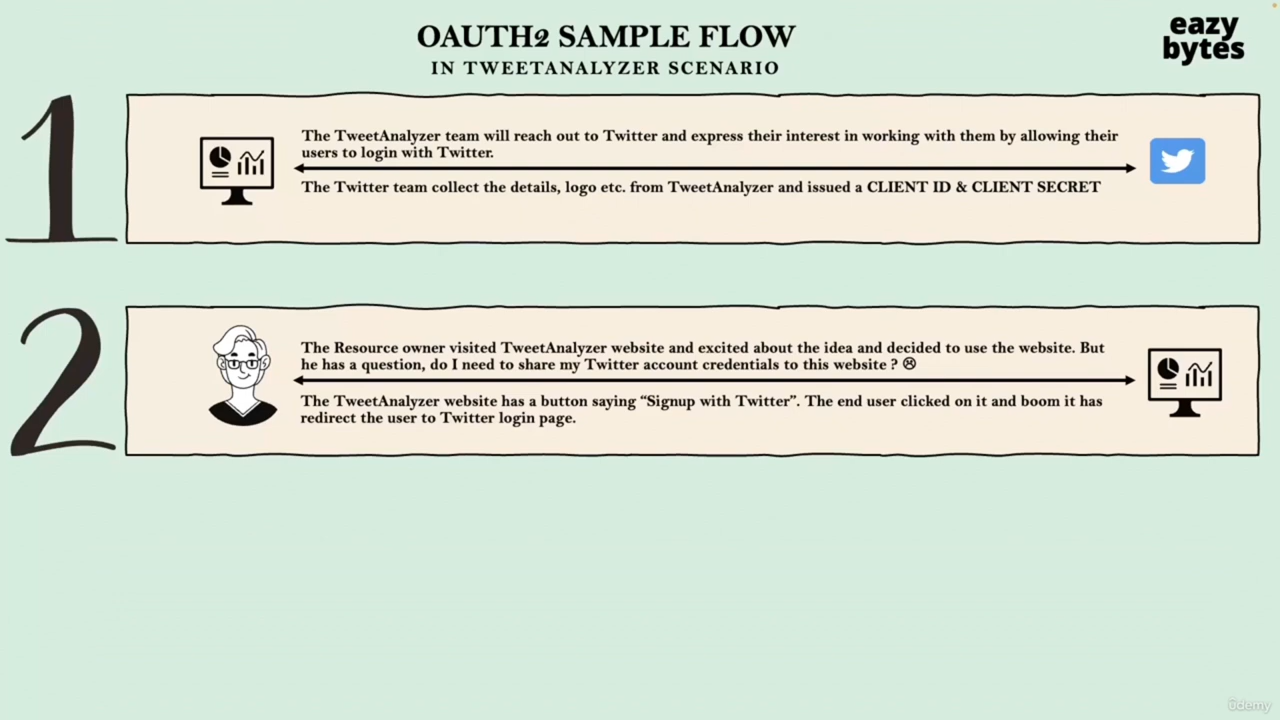 OAUTH2 SAMPLE FLOW
IN TWEETANALYZER SCENARIO
eazy
bytes
1
The TweetAnalyzer team will reach out to Twitter and express their interest in working with them by allowing their
users to login with Twitter.
The Twitter team collect the details, logo etc. from TweetAnalyzer and issued a CLIENT ID & CLIENT SECRET
2
The Resource owner visited TweetAnalyzer website and excited about the idea and decided to use the website. But
he has a question, do I need to share my Twitter account credentials to this website ? ☹
The TweetAnalyzer website has a button saying “Signup with Twitter”. The end user clicked on it and boom it has
redirect the user to Twitter login page.
ûdemy